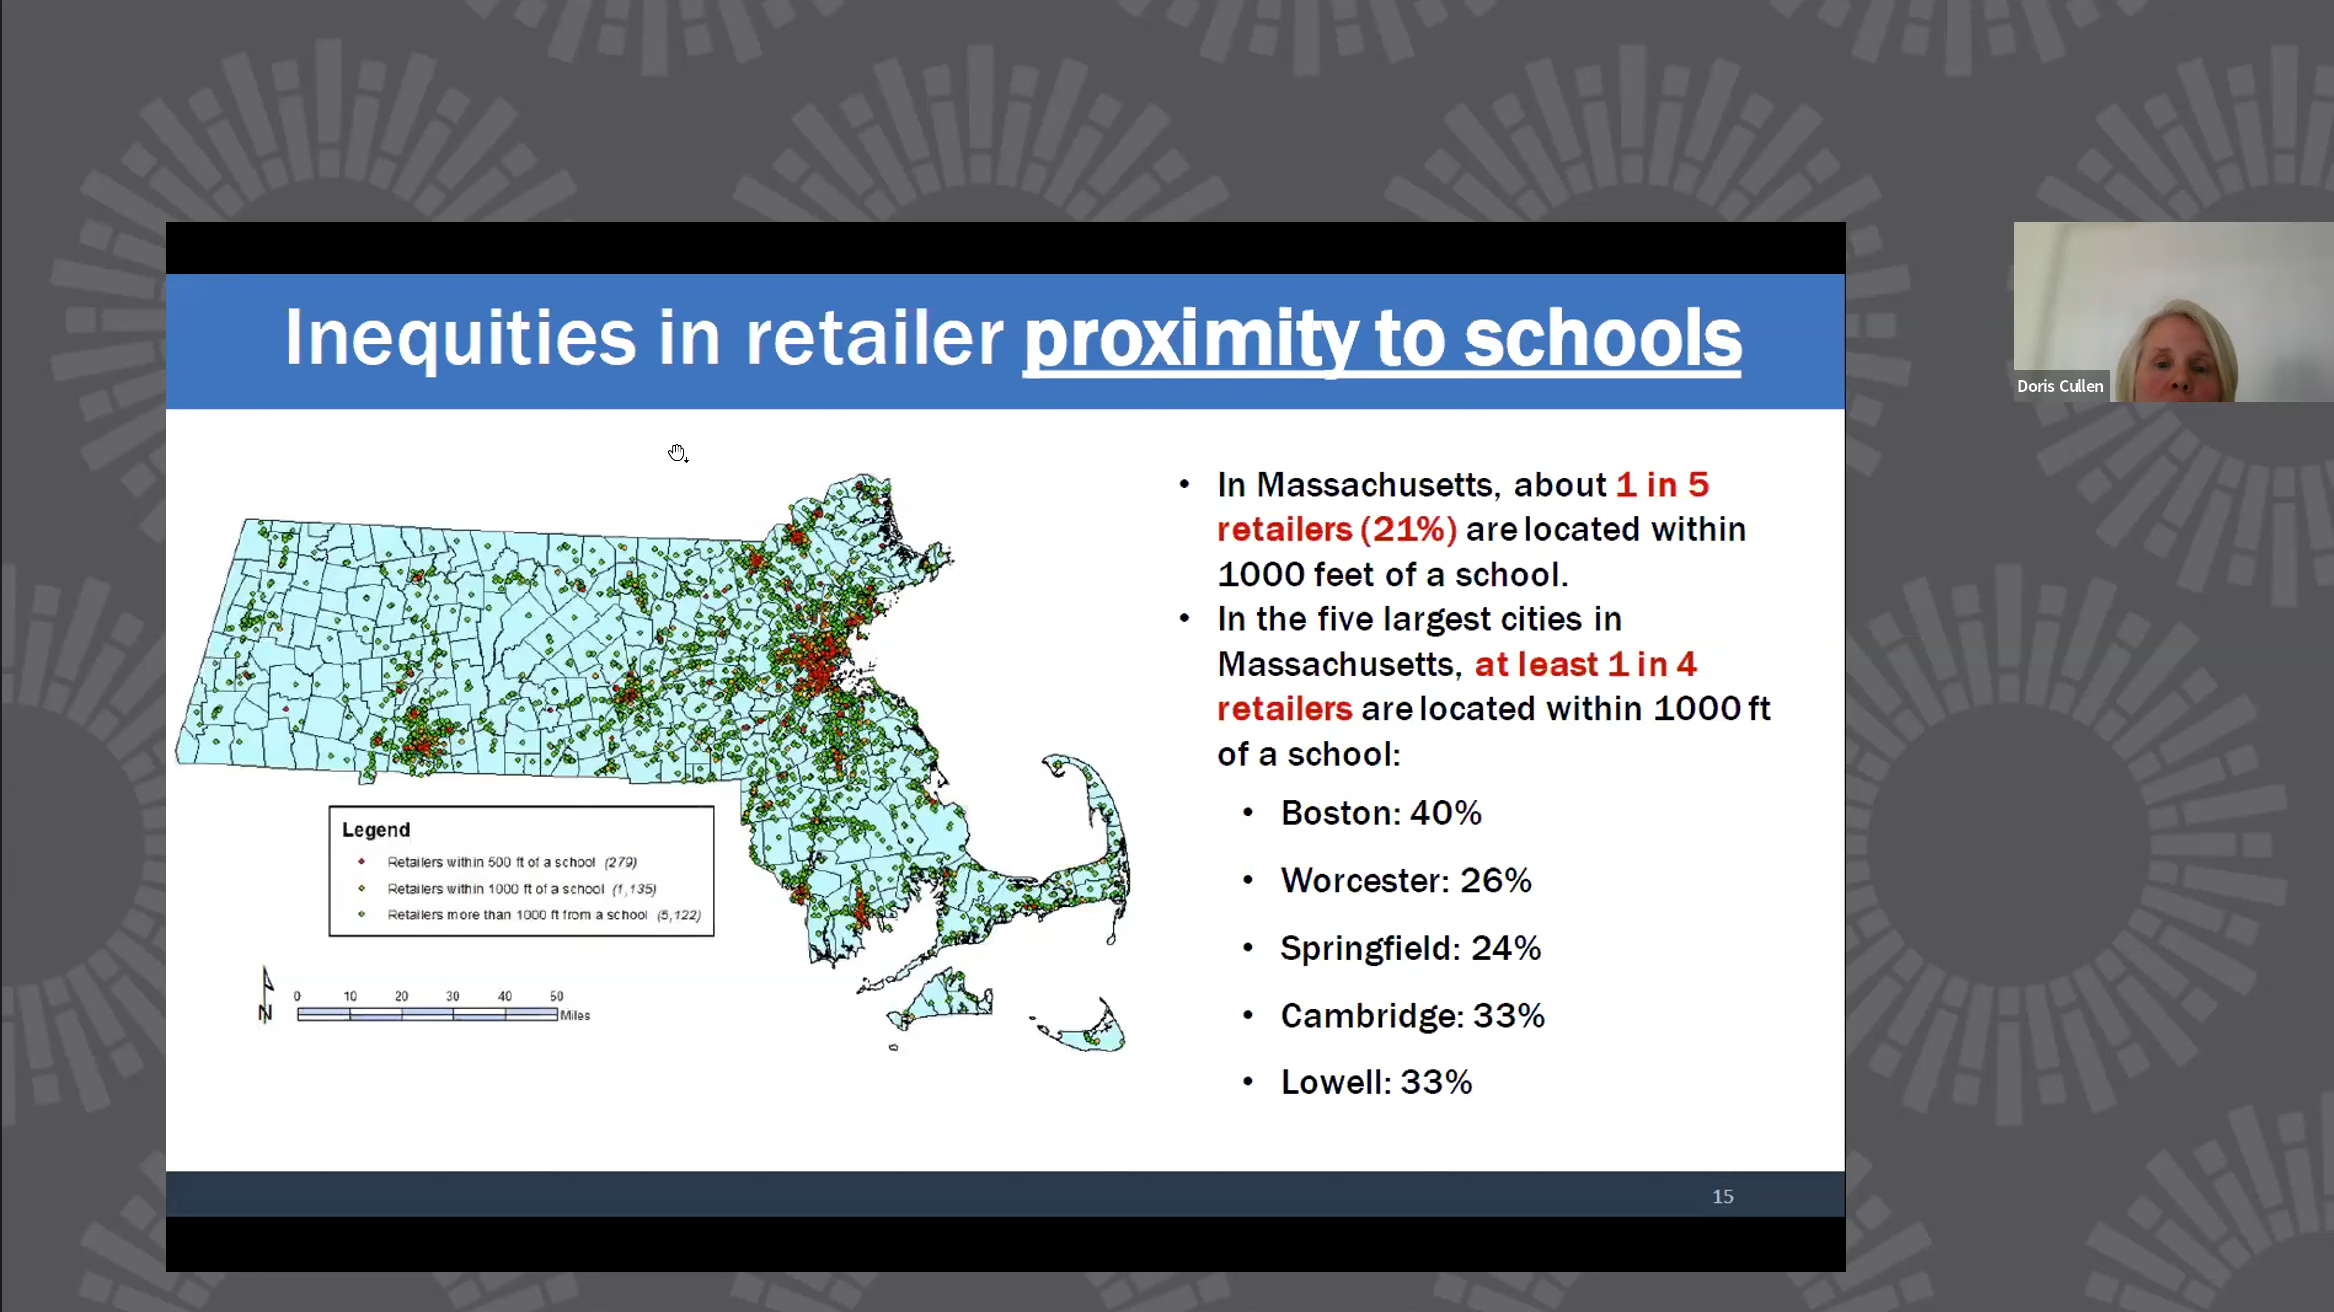 Inequities in retailer proximity to schools
• In Massachusetts, about 1 in 5
retailers (21%) are located within
1000 feet of a school.
• In the five largest cities in
Massachusetts, at least 1 in 4
retailers are located within 1000 ft
of a school:
• Boston: 40%
• Worcester: 26%
• Springfield: 24%
• Cambridge: 33%
• Lowell: 33%
Legend
Retailers within 500 ft of a school (279)
Retailers within 1000 ft of a school (1,135)
Retailers more than 1000 ft from a school (5,122)
N
0 10 20 30 40 50
Miles
15
Doris Cullen